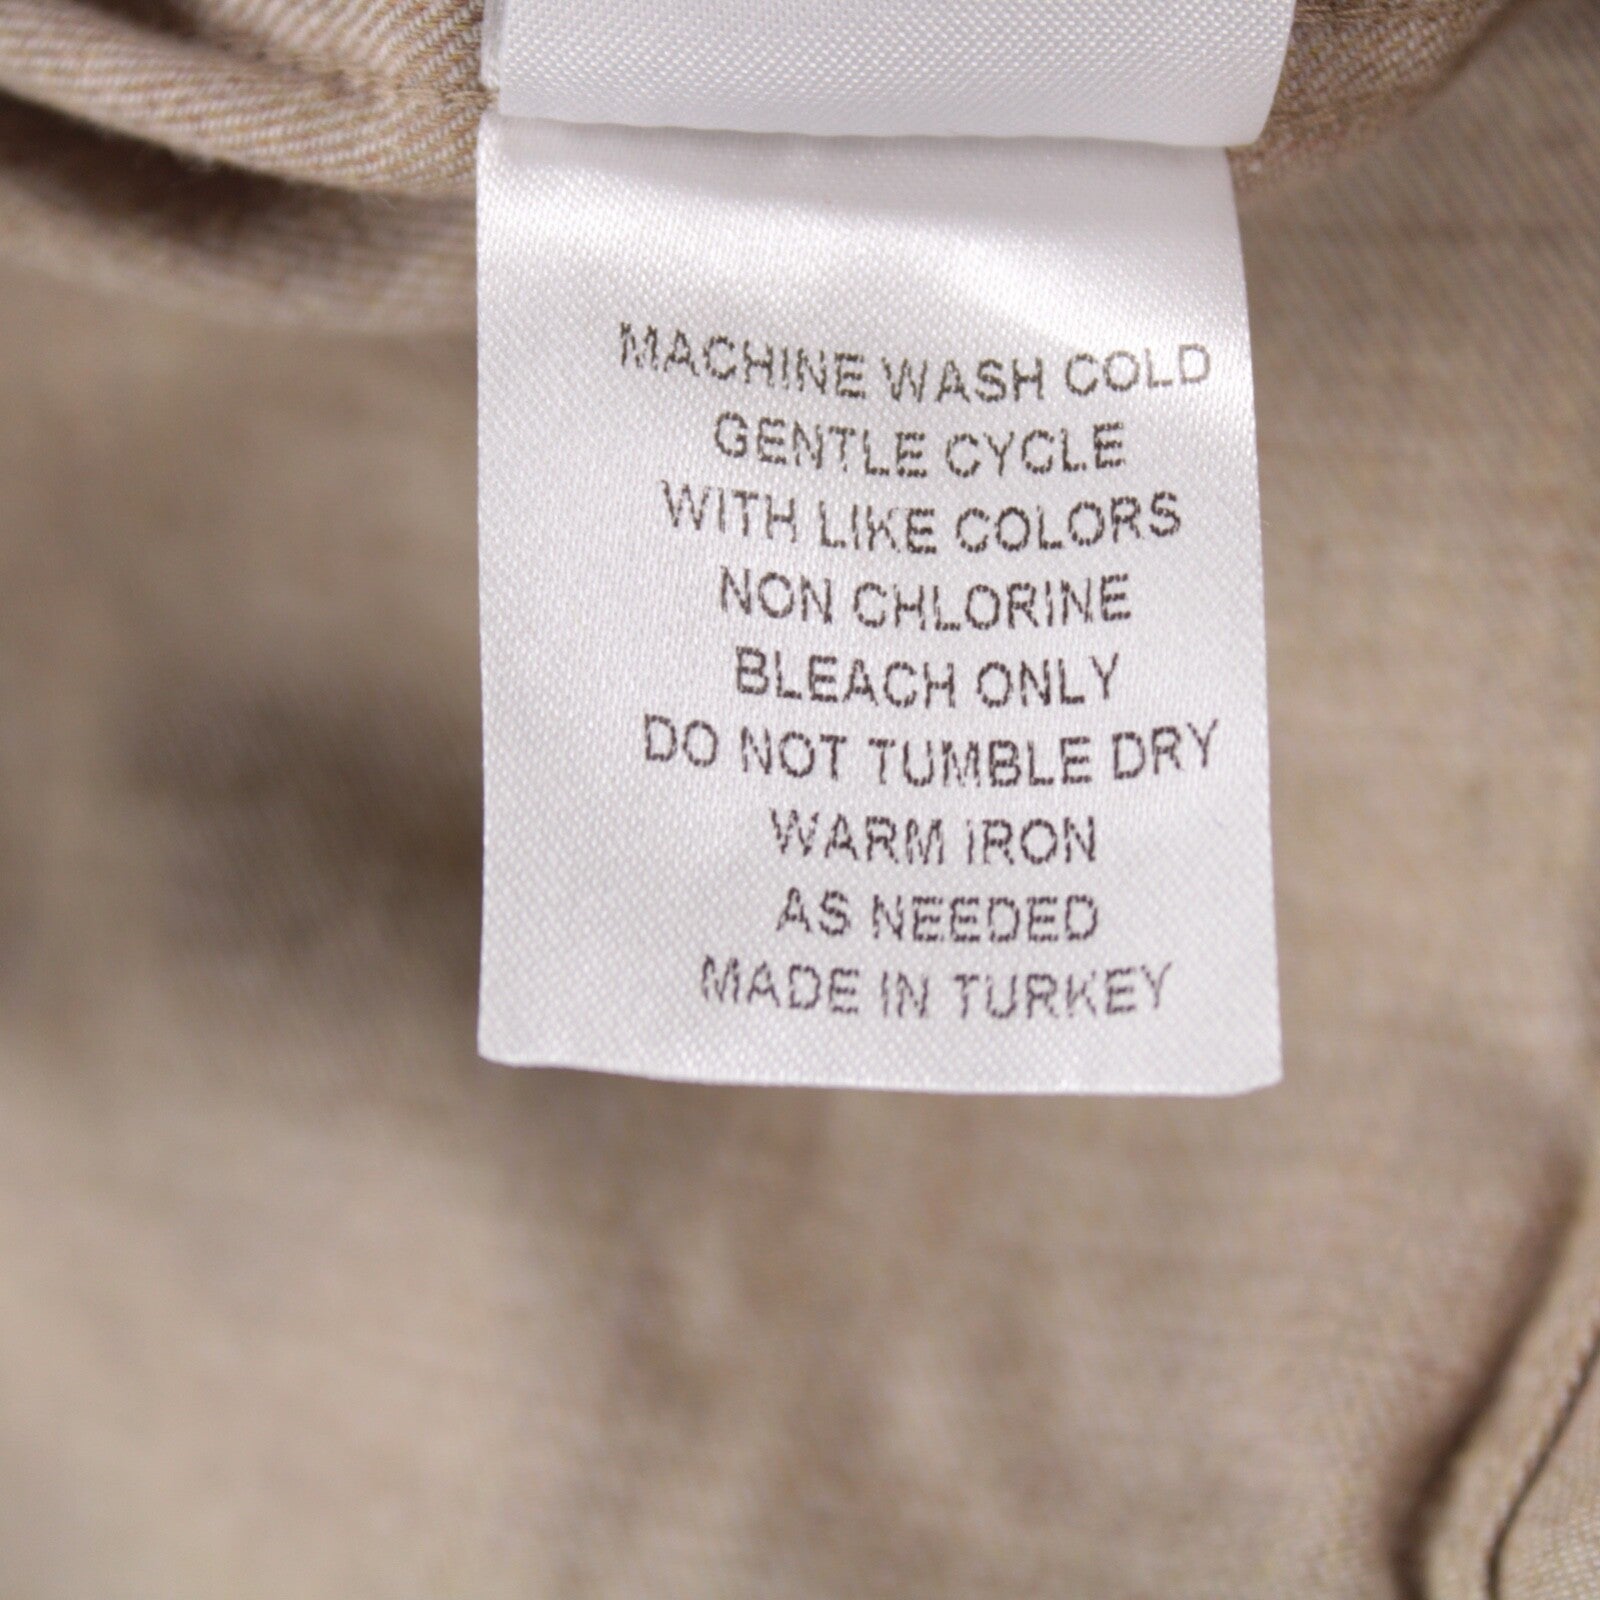 MACHINE WASH COLD
GENTLE CYCLE
WITH LIKE COLORS
NON CHLORINE
BLEACH ONLY
DO NOT TUMBLE DRY
WARM IRON
AS NEEDED
MADE IN TURKEY